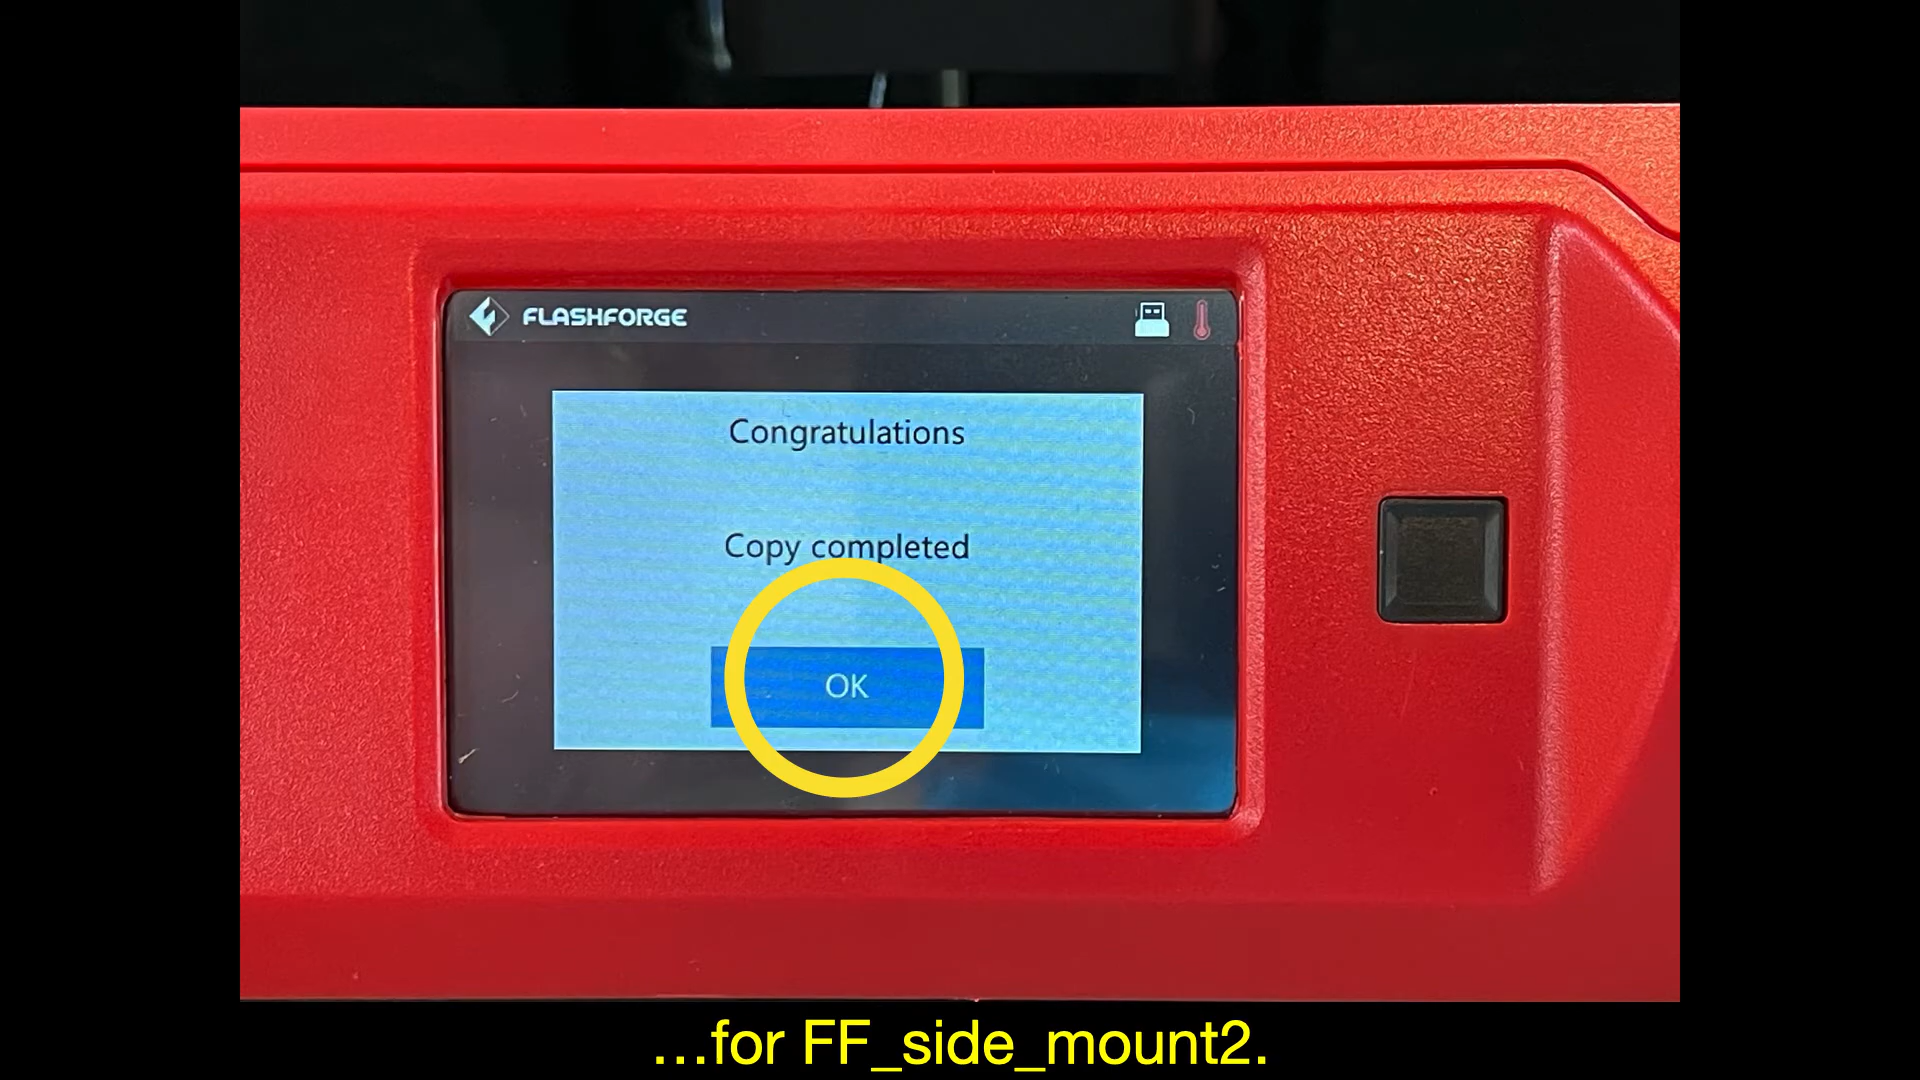 FLASHFORGE
Congratulations
Copy completed
OK
...for FF_side_mount2.